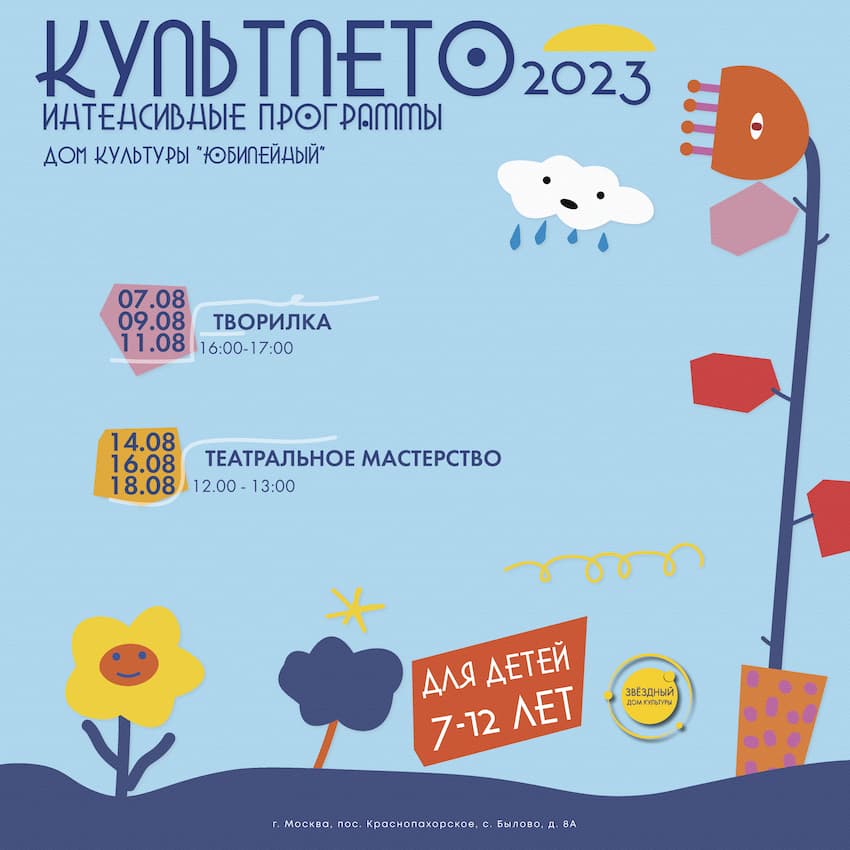 КУЛЬТЛЕТО
2023
ИНТЕНСИВНЫЕ ПРОГРАММЫ
ДОМ КУЛЬТУРЫ "ЮБИЛЕЙНЫЙ"
07.08
09.08
11.08
ТВОРИЛКА
16:00-17:00
14.08
16.08
18.08
ТЕАТРАЛЬНОЕ МАСТЕРСТВО
12.00 - 13:00
ДЛЯ ДЕТЕЙ
7-12 ЛЕТ
ЗВЁЗДНЫЙ
ДОМ КУЛЬТУРЫ
г. Москва, пос. Краснопахорское, с. Былово, д. 8А